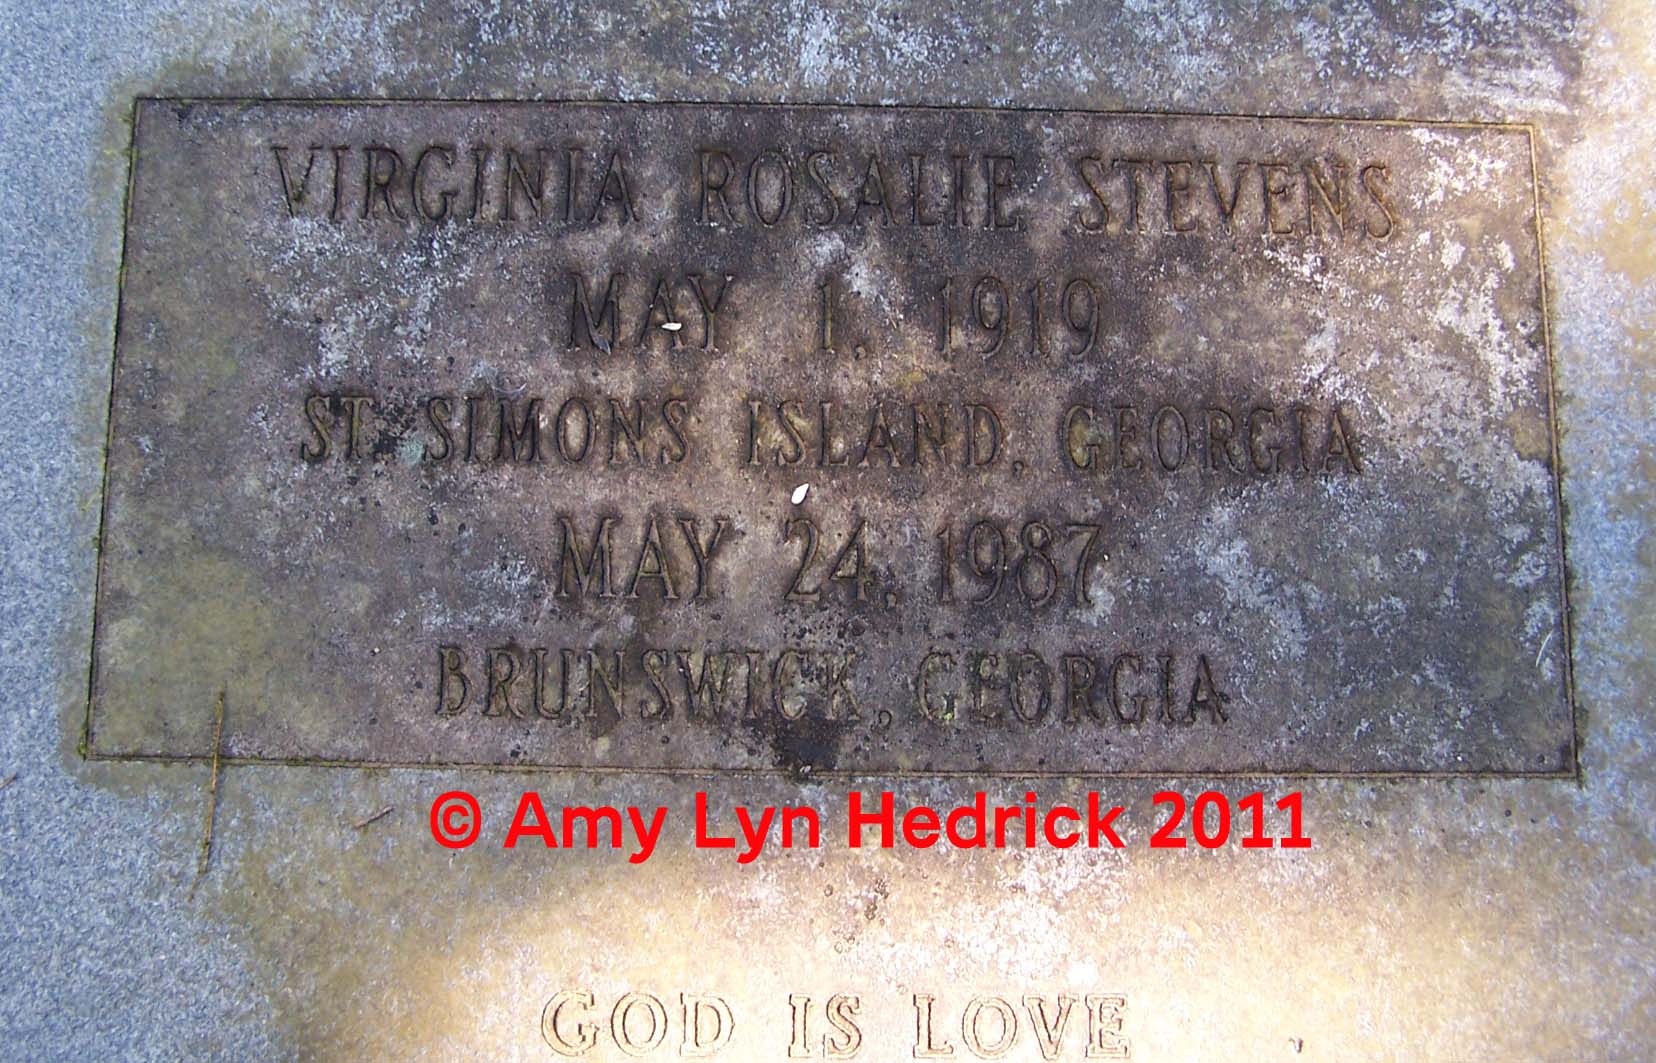 VIRGINIA ROSALIE STEVENS
MAY 1, 1919
ST. SIMONS ISLAND, GEORGIA
MAY 24, 1987
BRUNSWICK, GEORGIA
© Amy Lyn Hedrick 2011
GOD IS LOVE